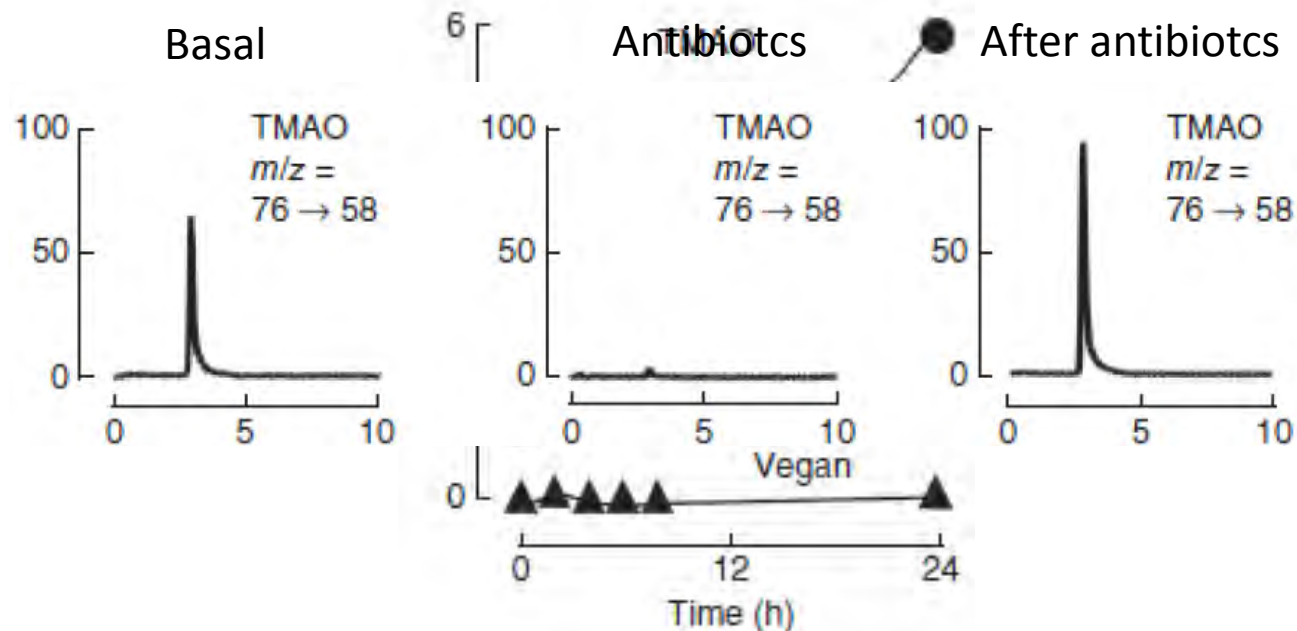 Basal
Antibiotcs
After antibiotcs
6
TMAO
100
TMAO
m/z =
76 → 58
50
0
0 5 10
100
TMAO
m/z =
76 → 58
50
0
0 5 10
100
TMAO
m/z =
76 → 58
50
0
0 5 10
Vegan
0
0 12 24
Time (h)